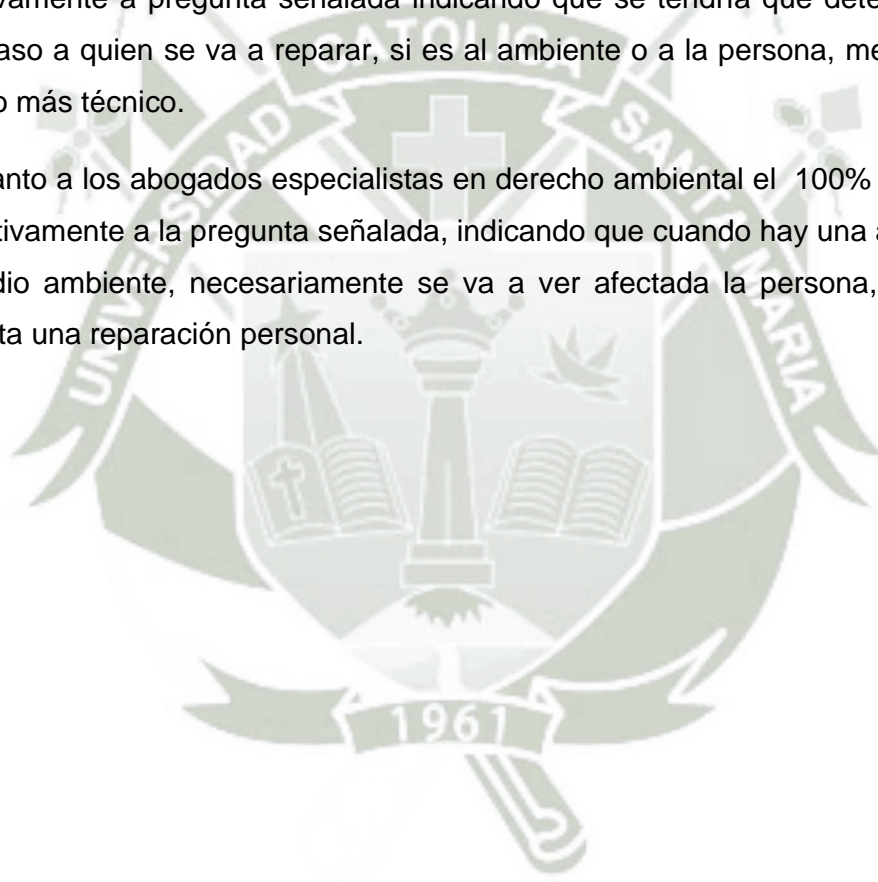 vamente a pregunta señalada indicando que se tendría que dete
aso a quien se va a reparar, si es al ambiente o a la persona, me
o más técnico.
anto a los abogados especialistas en derecho ambiental el 100%
tivamente a la pregunta señalada, indicando que cuando hay una a
dio ambiente, necesariamente se va a ver afectada la persona,
ta una reparación personal.
UNIVERSIDAD CATOLICA SANTA MARIA
1961